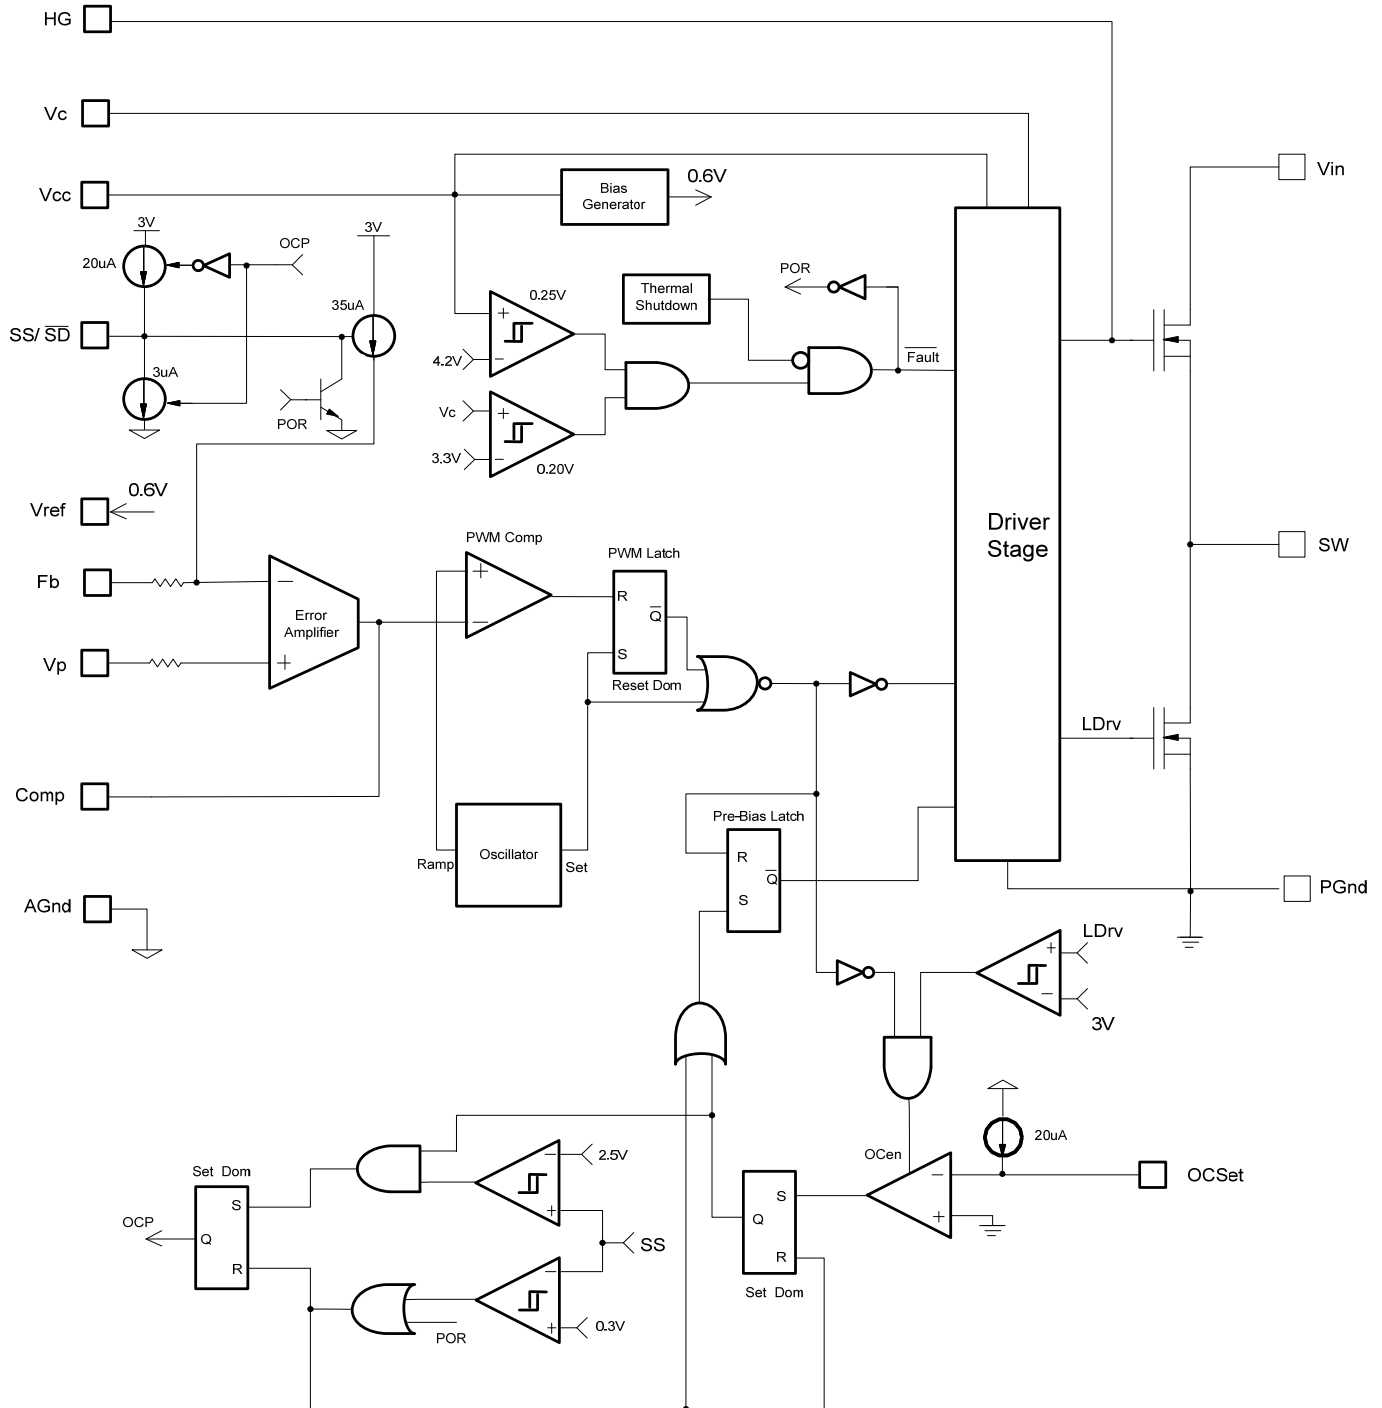 HG
Vc
Vin
Vcc
Bias
Generator
0.6V
3V
3V
OCP
20uA
POR
Thermal
Shutdown
0.25V
35uA
SS/ SD
4.2V
Fault
3uA
Vc
POR
3.3V
0.20V
0.6V
Vref
Driver
Stage
PWM Comp
SW
PWM Latch
Fb
R
Q
Error
Amplifier
S
Vp
Reset Dom
LDrv
Comp
Pre-Bias Latch
Ramp
Oscillator
Set
R
Q
S
PGnd
AGnd
LDrv
3V
20uA
OCen
2.5V
Set Dom
OCSet
S
S
Q
OCP
Q
SS
R
R
Set Dom
0.3V
POR